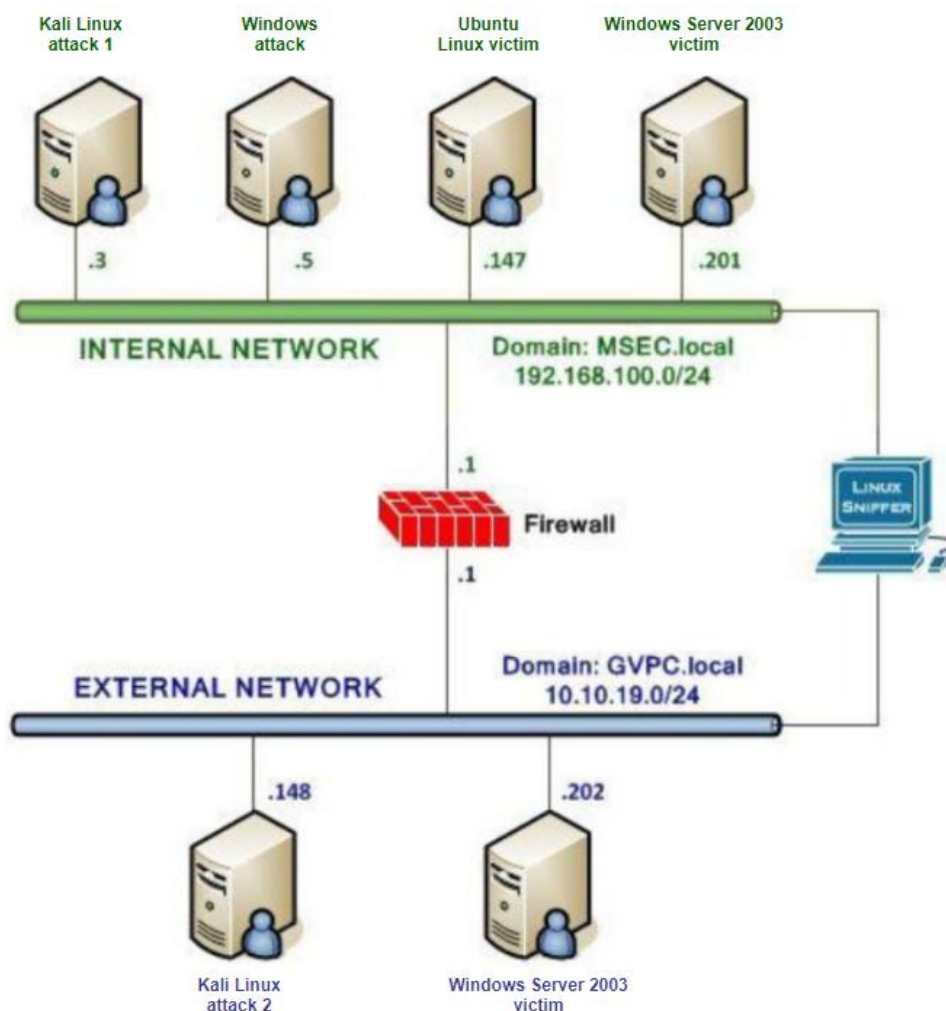 Kali Linux
attack 1
Windows
attack
Ubuntu
Linux victim
Windows Server 2003
victim
.3
.5
.147
.201
INTERNAL NETWORK
Domain: MSEC.local
192.168.100.0/24
.1
Firewall
.1
LINUX
SNIFFER
EXTERNAL NETWORK
Domain: GVPC.local
10.10.19.0/24
.148
.202
Kali Linux
attack 2
Windows Server 2003
victim